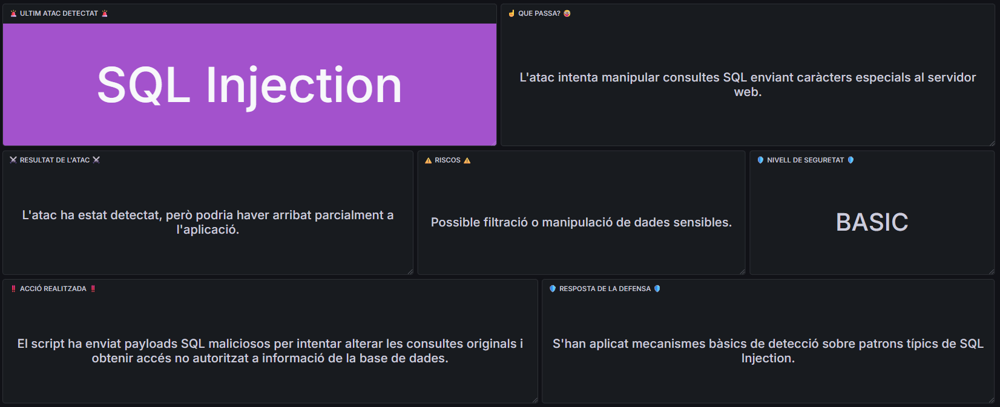 🚨 ULTIM ATAC DETECTAT 🚨
SQL Injection
☝ QUE PASSA? 🤶
L'atac intenta manipular consultes SQL enviant caràcters especials al servidor
web.
⚔ RESULTAT DE L'ATAC ⚔
L'atac ha estat detectat, però podria haver arribat parcialment a
l'aplicació.
⚠ RISCOS ⚠
Possible filtració o manipulació de dades sensibles.
🛡 NIVELL DE SEGURETAT 🛡
BASIC
‼ ACCIÓ REALITZADA ‼
El script ha enviat payloads SQL maliciosos per intentar alterar les consultes originals i
obtenir accés no autoritzat a informació de la base de dades.
🛡 RESPOSTA DE LA DEFENSA 🛡
S'han aplicat mecanismes bàsics de detecció sobre patrons típics de SQL
Injection.